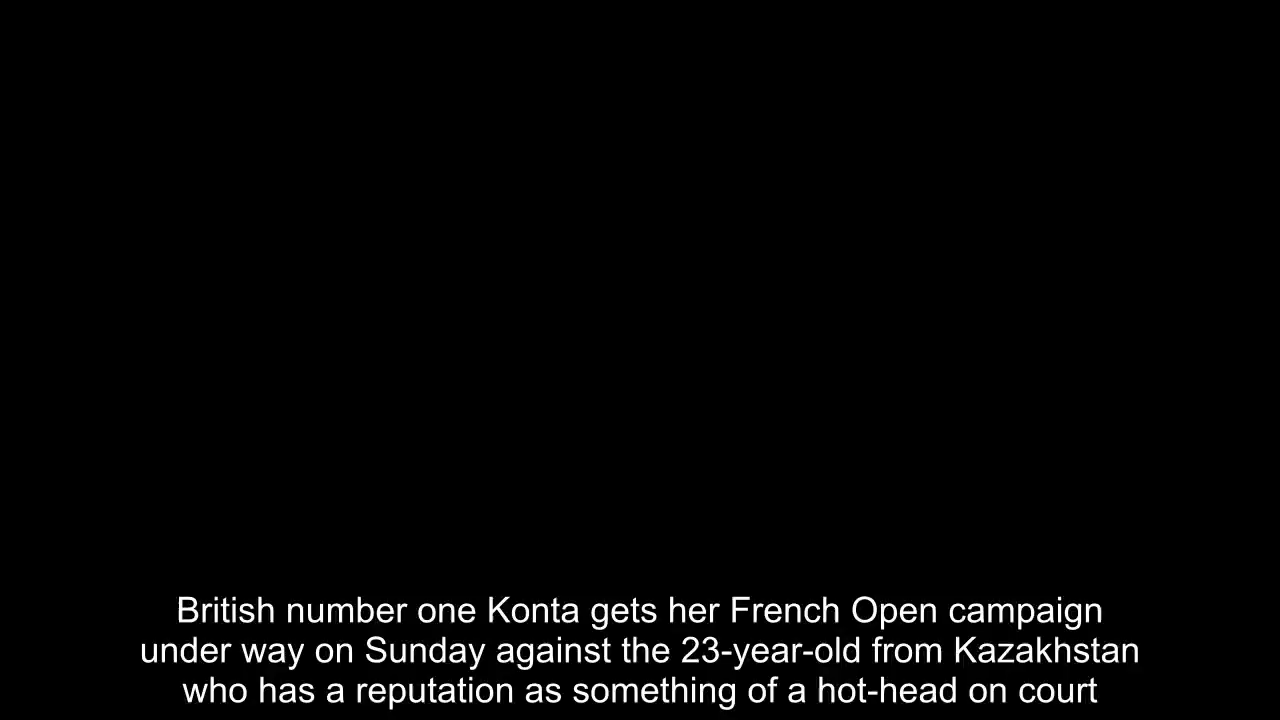 British number one Konta gets her French Open campaign
under way on Sunday against the 23-year-old from Kazakhstan
who has a reputation as something of a hot-head on court